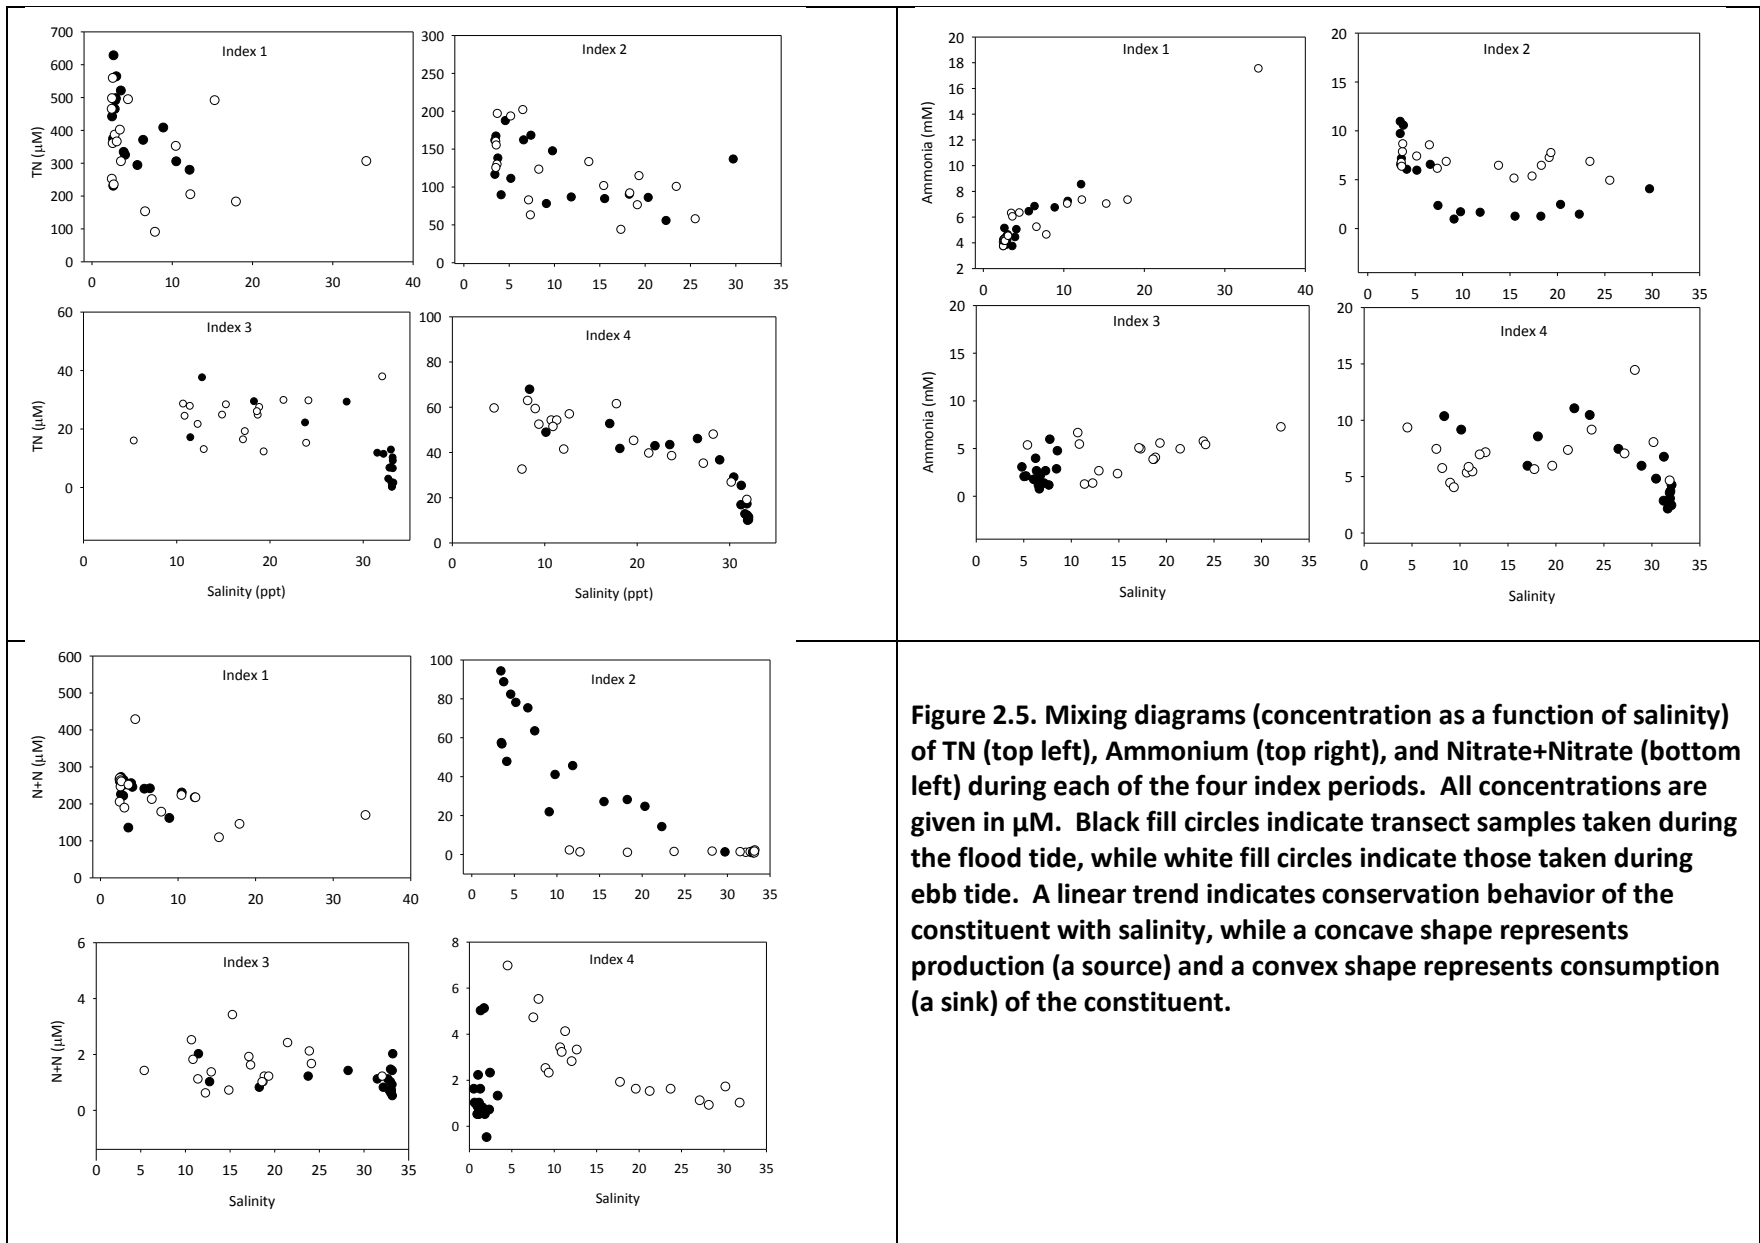 Index 1
700
600
500
400
300
200
100
0
TN (µM)
0 10 20 30 40
Index 2
300
250
200
150
100
50
0
0 5 10 15 20 25 30 35
Index 3
60
40
20
0
TN (µM)
0 10 20 30
Salinity (ppt)
Index 4
100
80
60
40
20
0
0 10 20 30
Salinity (ppt)
Index 1
20
18
16
14
12
10
8
6
4
2
Ammonia (mM)
0 10 20 30 40
Index 2
20
15
10
5
0
0 5 10 15 20 25 30 35
Index 3
20
15
10
5
0
Ammonia (mM)
0 5 10 15 20 25 30 35
Salinity
Index 4
20
15
10
5
0
0 5 10 15 20 25 30 35
Salinity
Index 1
600
500
400
300
200
100
0
N+N (µM)
0 10 20 30 40
Index 2
100
80
60
40
20
0
0 5 10 15 20 25 30 35
Index 3
6
4
2
0
N+N (µM)
0 5 10 15 20 25 30 35
Salinity
Index 4
8
6
4
2
0
0 5 10 15 20 25 30 35
Salinity
Figure 2.5. Mixing diagrams (concentration as a function of salinity)
of TN (top left), Ammonium (top right), and Nitrate+Nitrate (bottom
left) during each of the four index periods. All concentrations are
given in µM. Black fill circles indicate transect samples taken during
the flood tide, while white fill circles indicate those taken during
ebb tide. A linear trend indicates conservation behavior of the
constituent with salinity, while a concave shape represents
production (a source) and a convex shape represents consumption
(a sink) of the constituent.